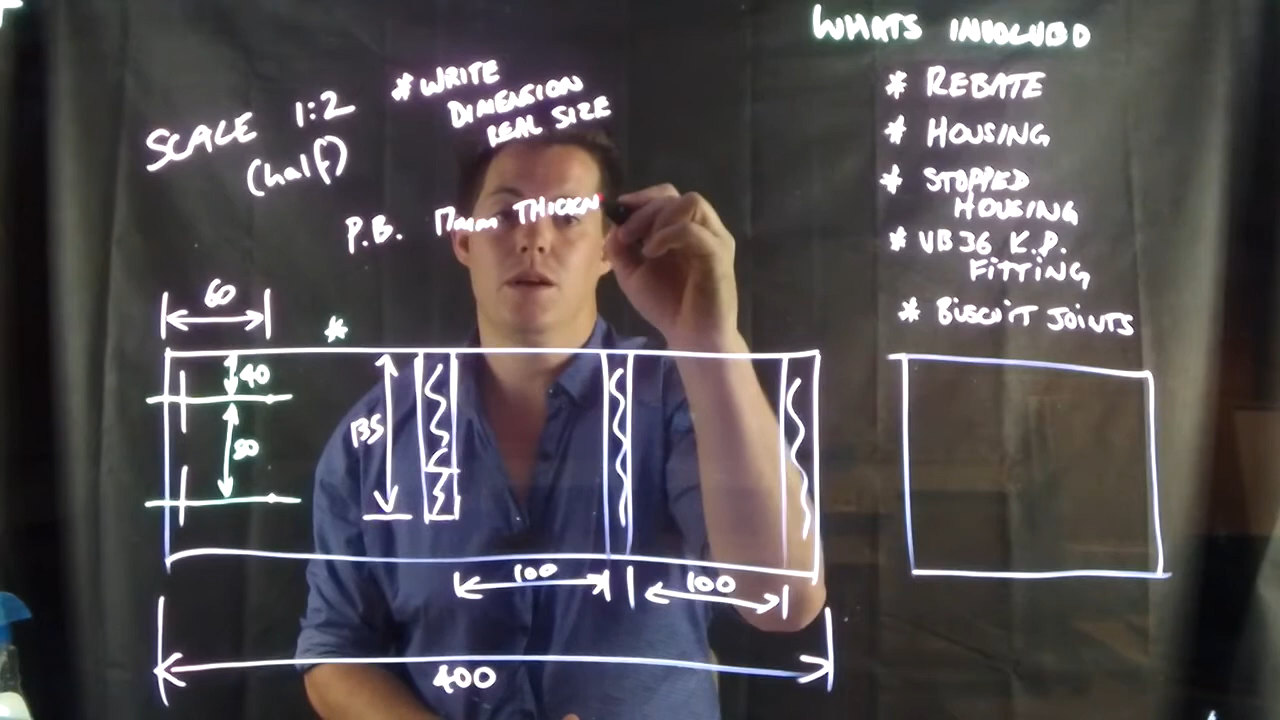 WHATS INVOLVED
* REBATE
* HOUSING
* STOPPED
HOUSING
* VB36 K.D.
FITTING
* BISCUIT JOINTS
* WRITE
DIMENSION
REAL SIZE
SCALE 1:2
(half)
P.B. 17mm THICKN
60
*
40
80
135
100
100
400